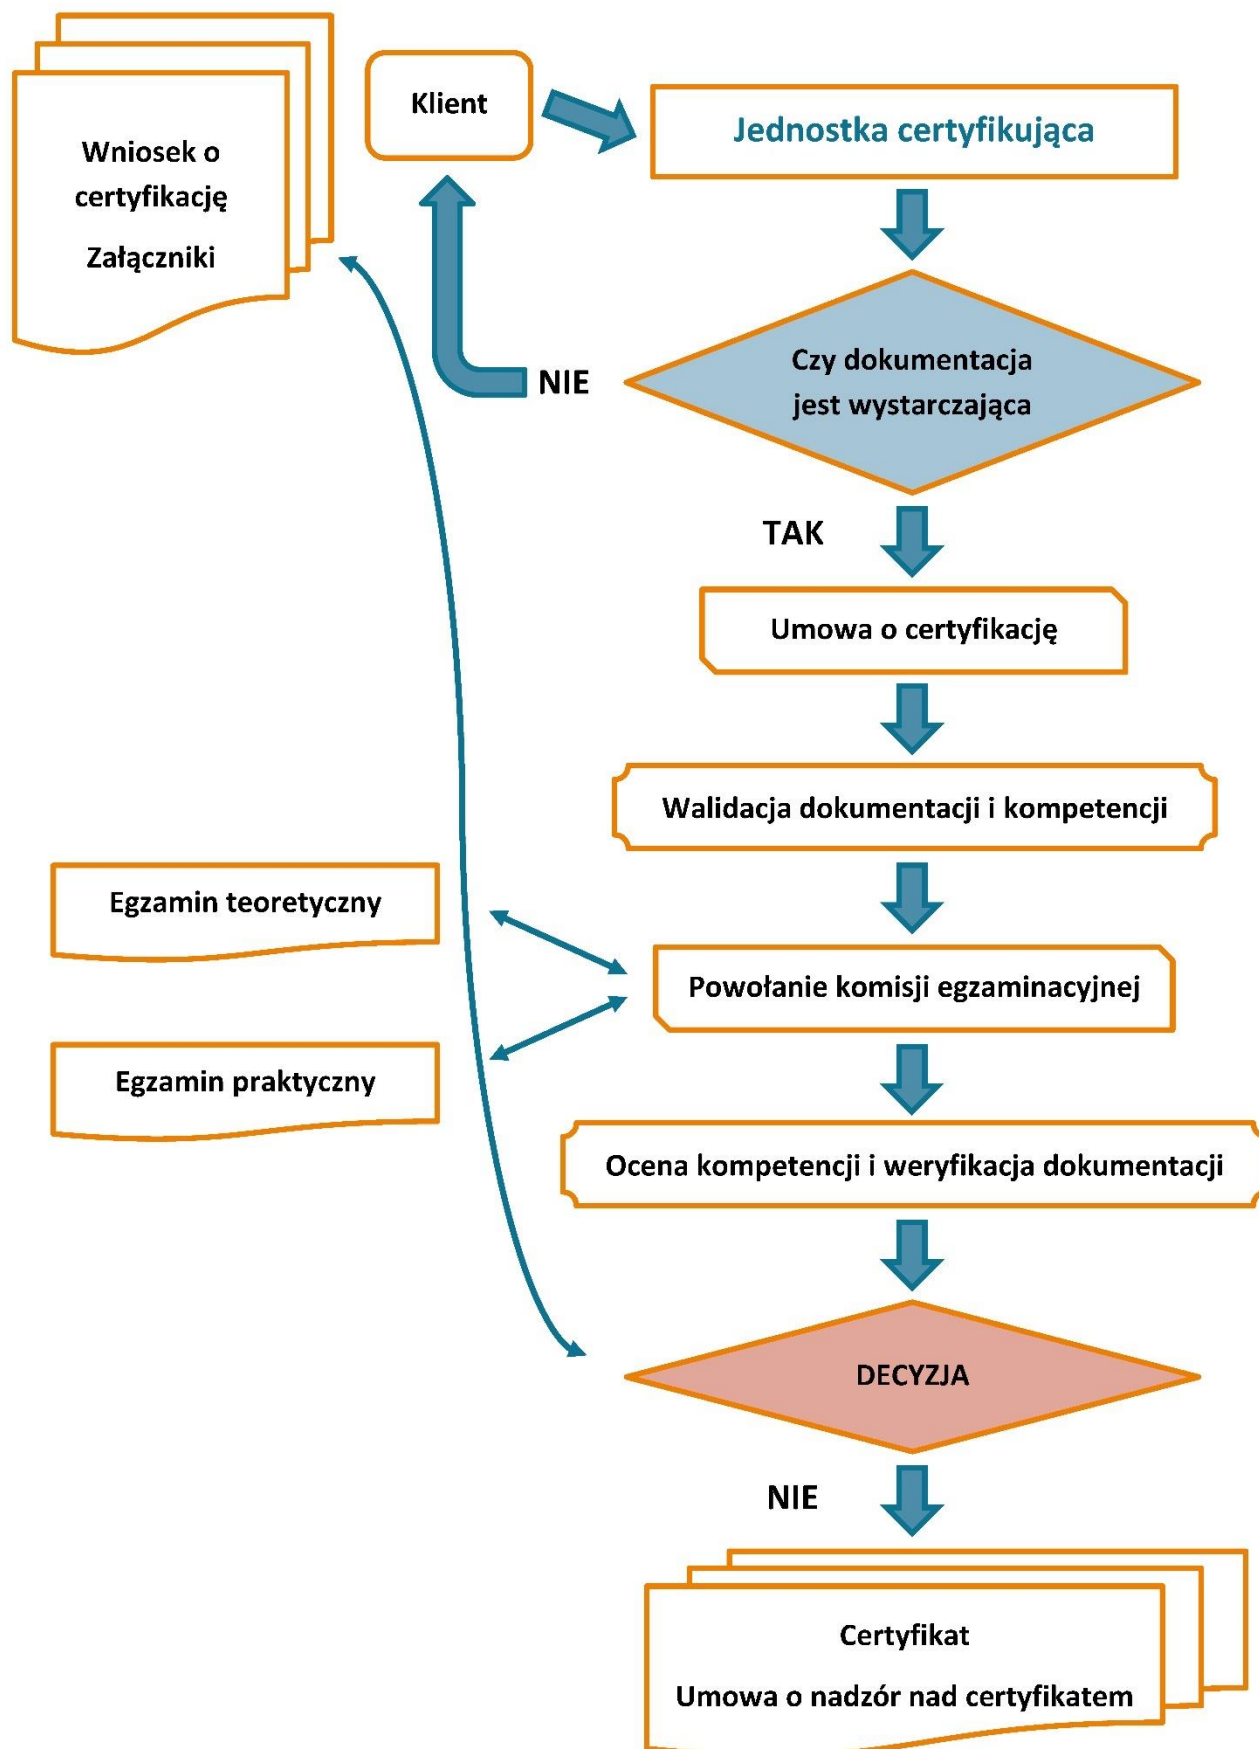 Wniosek o
certyfikację
Załączniki
Klient
Jednostka certyfikująca
Czy dokumentacja
jest wystarczająca
NIE
TAK
Umowa o certyfikację
Walidacja dokumentacji i kompetencji
Egzamin teoretyczny
Powołanie komisji egzaminacyjnej
Egzamin praktyczny
Ocena kompetencji i weryfikacja dokumentacji
DECYZJA
NIE
Certyfikat
Umowa o nadzór nad certyfikatem